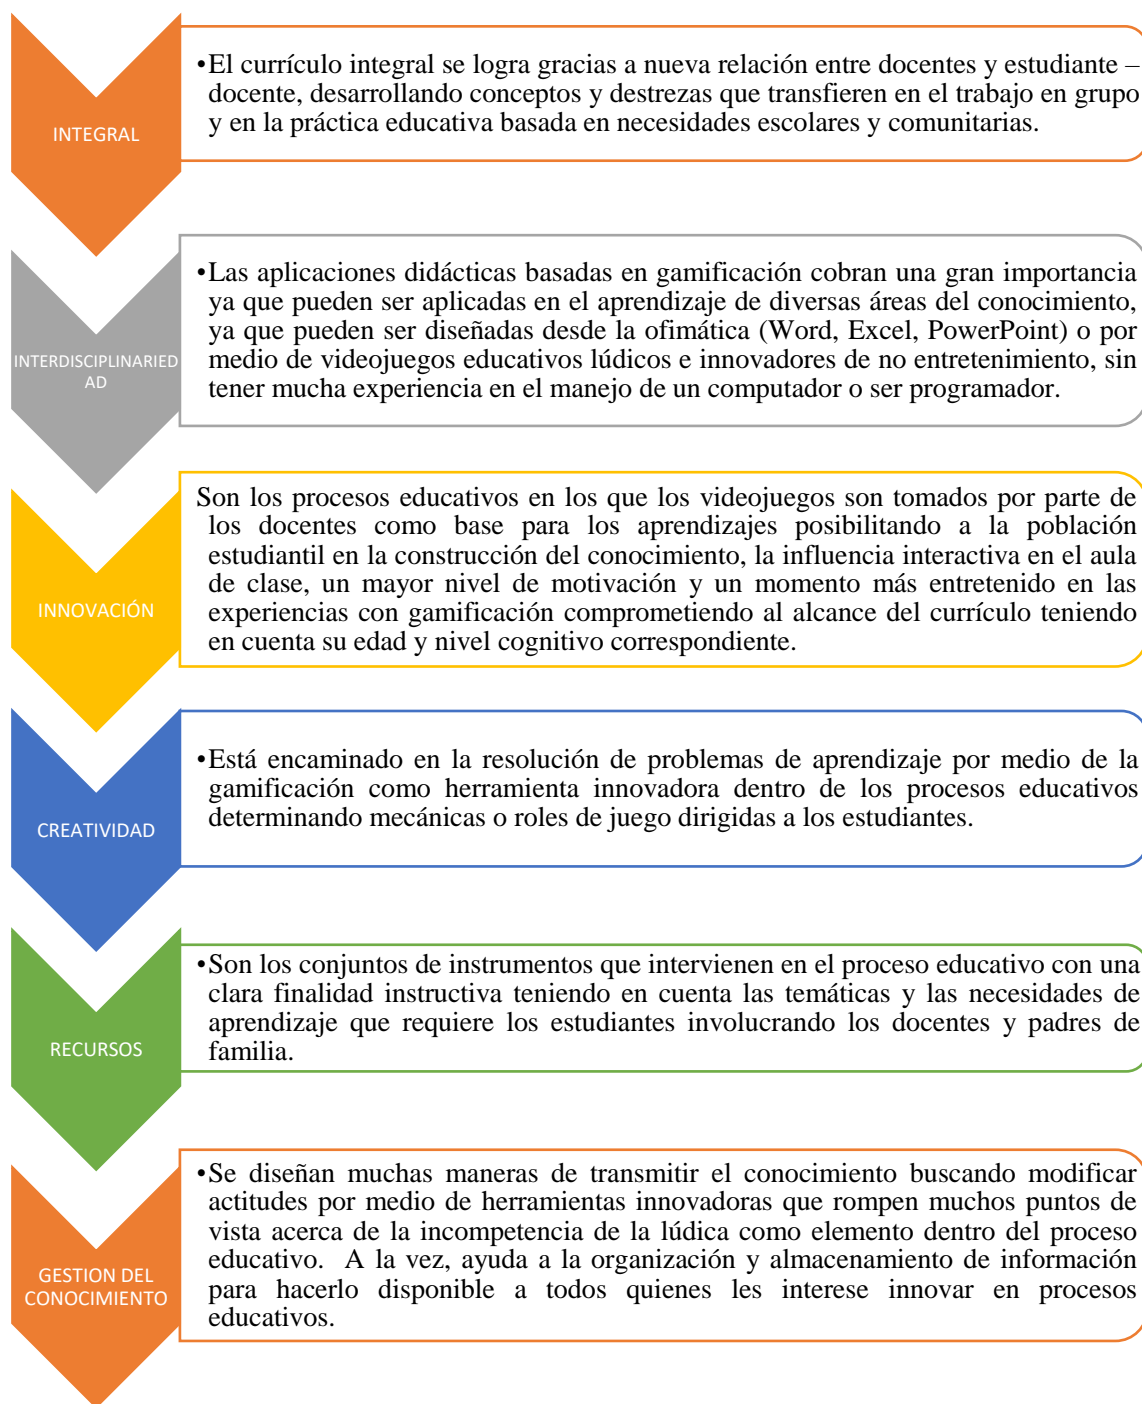 INTEGRAL
•El currículo integral se logra gracias a nueva relación entre docentes y estudiante –
docente, desarrollando conceptos y destrezas que transfieren en el trabajo en grupo
y en la práctica educativa basada en necesidades escolares y comunitarias.
INTERDISCIPLINARIED
AD
•Las aplicaciones didácticas basadas en gamificación cobran una gran importancia
ya que pueden ser aplicadas en el aprendizaje de diversas áreas del conocimiento,
ya que pueden ser diseñadas desde la ofimática (Word, Excel, PowerPoint) o por
medio de videojuegos educativos lúdicos e innovadores de no entretenimiento, sin
tener mucha experiencia en el manejo de un computador o ser programador.
INNOVACIÓN
Son los procesos educativos en los que los videojuegos son tomados por parte de
los docentes como base para los aprendizajes posibilitando a la población
estudiantil en la construcción del conocimiento, la influencia interactiva en el aula
de clase, un mayor nivel de motivación y un momento más entretenido en las
experiencias con gamificación comprometiendo al alcance del currículo teniendo
en cuenta su edad y nivel cognitivo correspondiente.
CREATIVIDAD
•Está encaminado en la resolución de problemas de aprendizaje por medio de la
gamificación como herramienta innovadora dentro de los procesos educativos
determinando mecánicas o roles de juego dirigidas a los estudiantes.
RECURSOS
•Son los conjuntos de instrumentos que intervienen en el proceso educativo con una
clara finalidad instructiva teniendo en cuenta las temáticas y las necesidades de
aprendizaje que requiere los estudiantes involucrando los docentes y padres de
familia.
GESTION DEL
CONOCIMIENTO
•Se diseñan muchas maneras de transmitir el conocimiento buscando modificar
actitudes por medio de herramientas innovadoras que rompen muchos puntos de
vista acerca de la incompetencia de la lúdica como elemento dentro del proceso
educativo. A la vez, ayuda a la organización y almacenamiento de información
para hacerlo disponible a todos quienes les interese innovar en procesos
educativos.